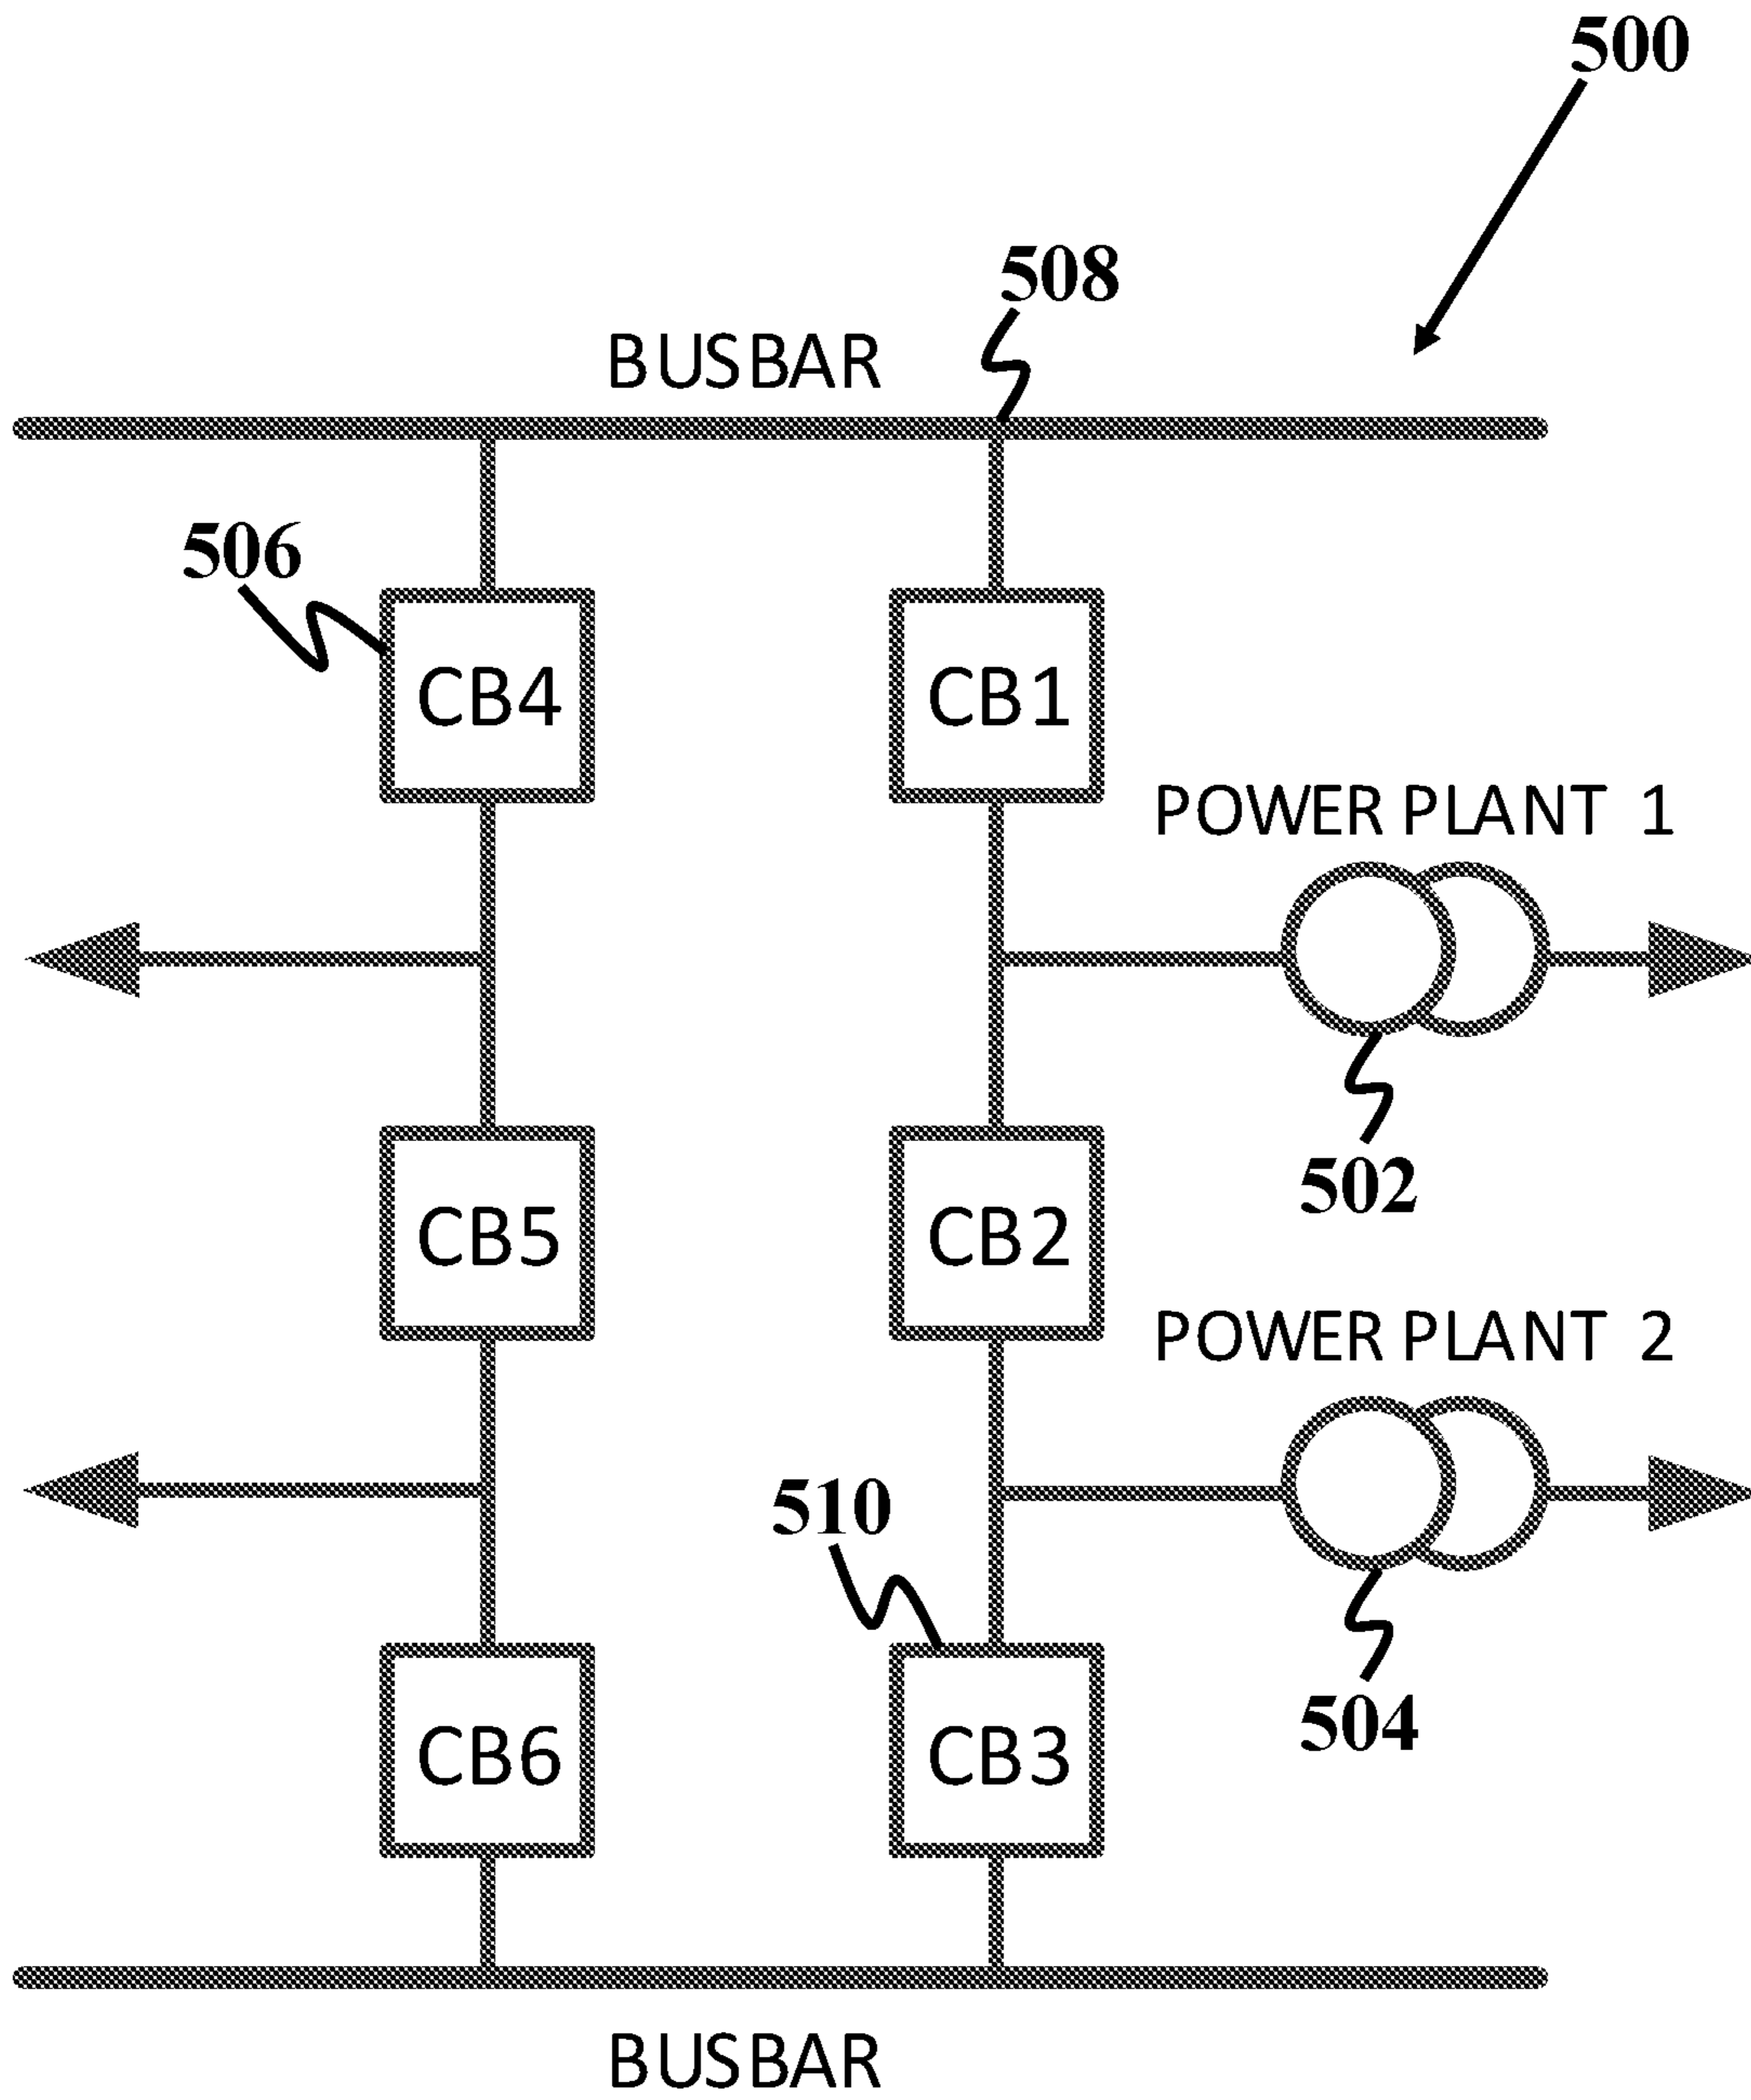 500
508
BUSBAR
506
CB4
CB1
POWER PLANT 1
502
CB5
CB2
POWER PLANT 2
510
504
CB6
CB3
BUSBAR